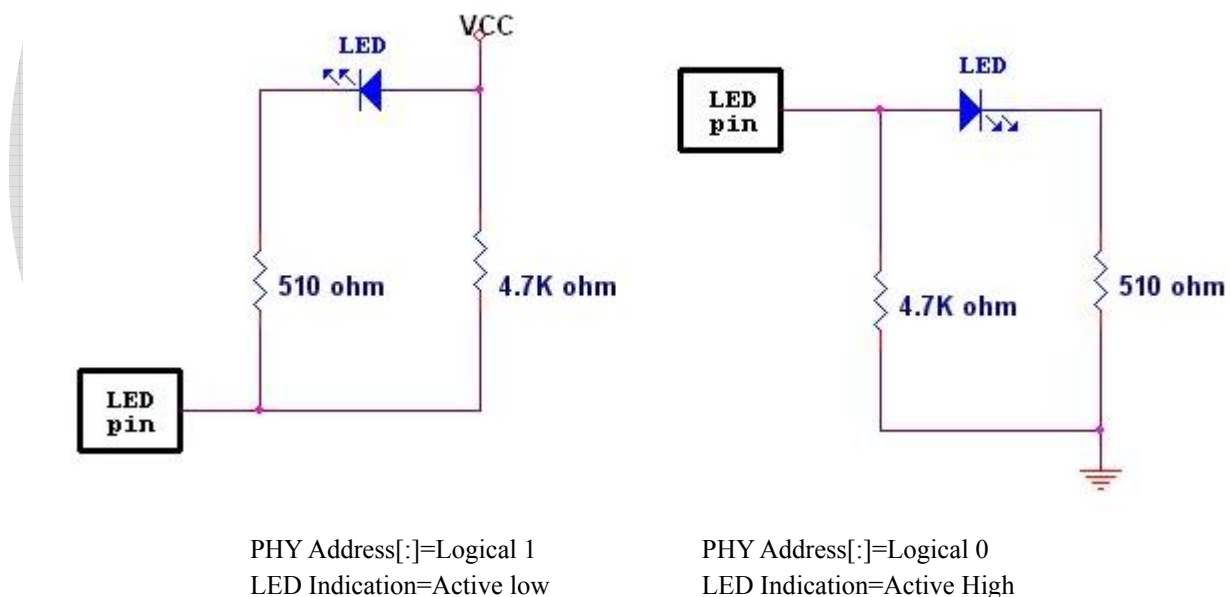 VCC
LED
510 ohm
4.7K ohm
LED
pin
LED
pin
LED
4.7K ohm
510 ohm
PHY Address[:]=Logical 1
LED Indication=Active low
PHY Address[:]=Logical 0
LED Indication=Active High